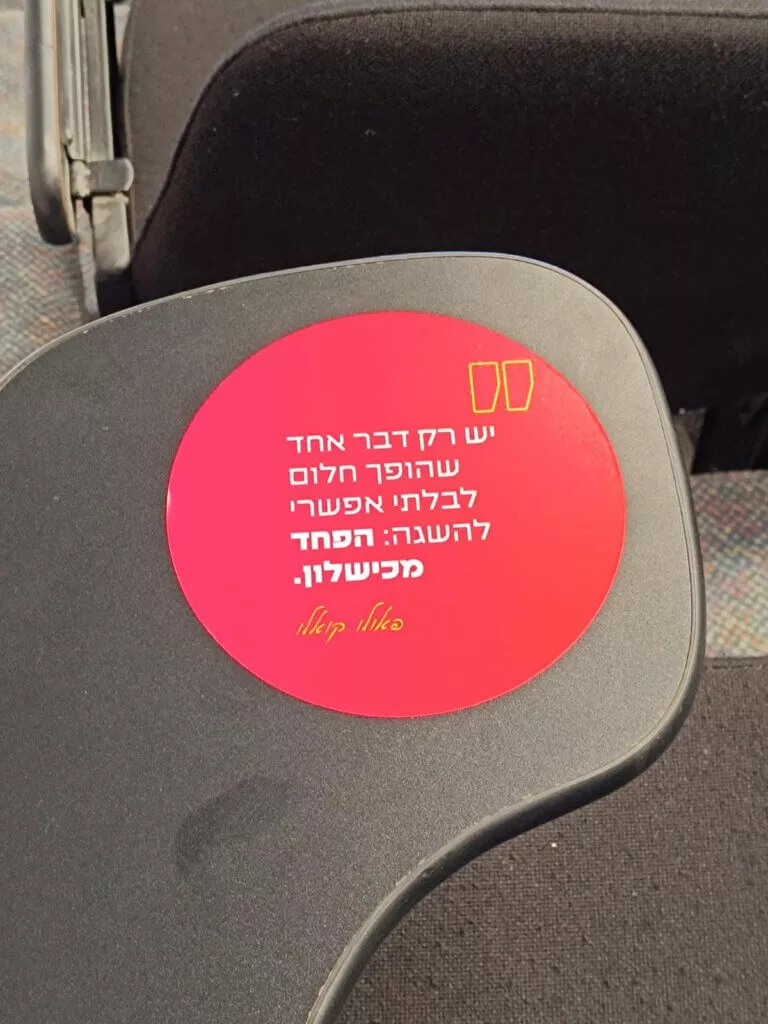 יש רק דבר אחד
שהופך חלום
לבלתי אפשרי
להשגה: הפחד
מכישלון.
פאולו קואלו